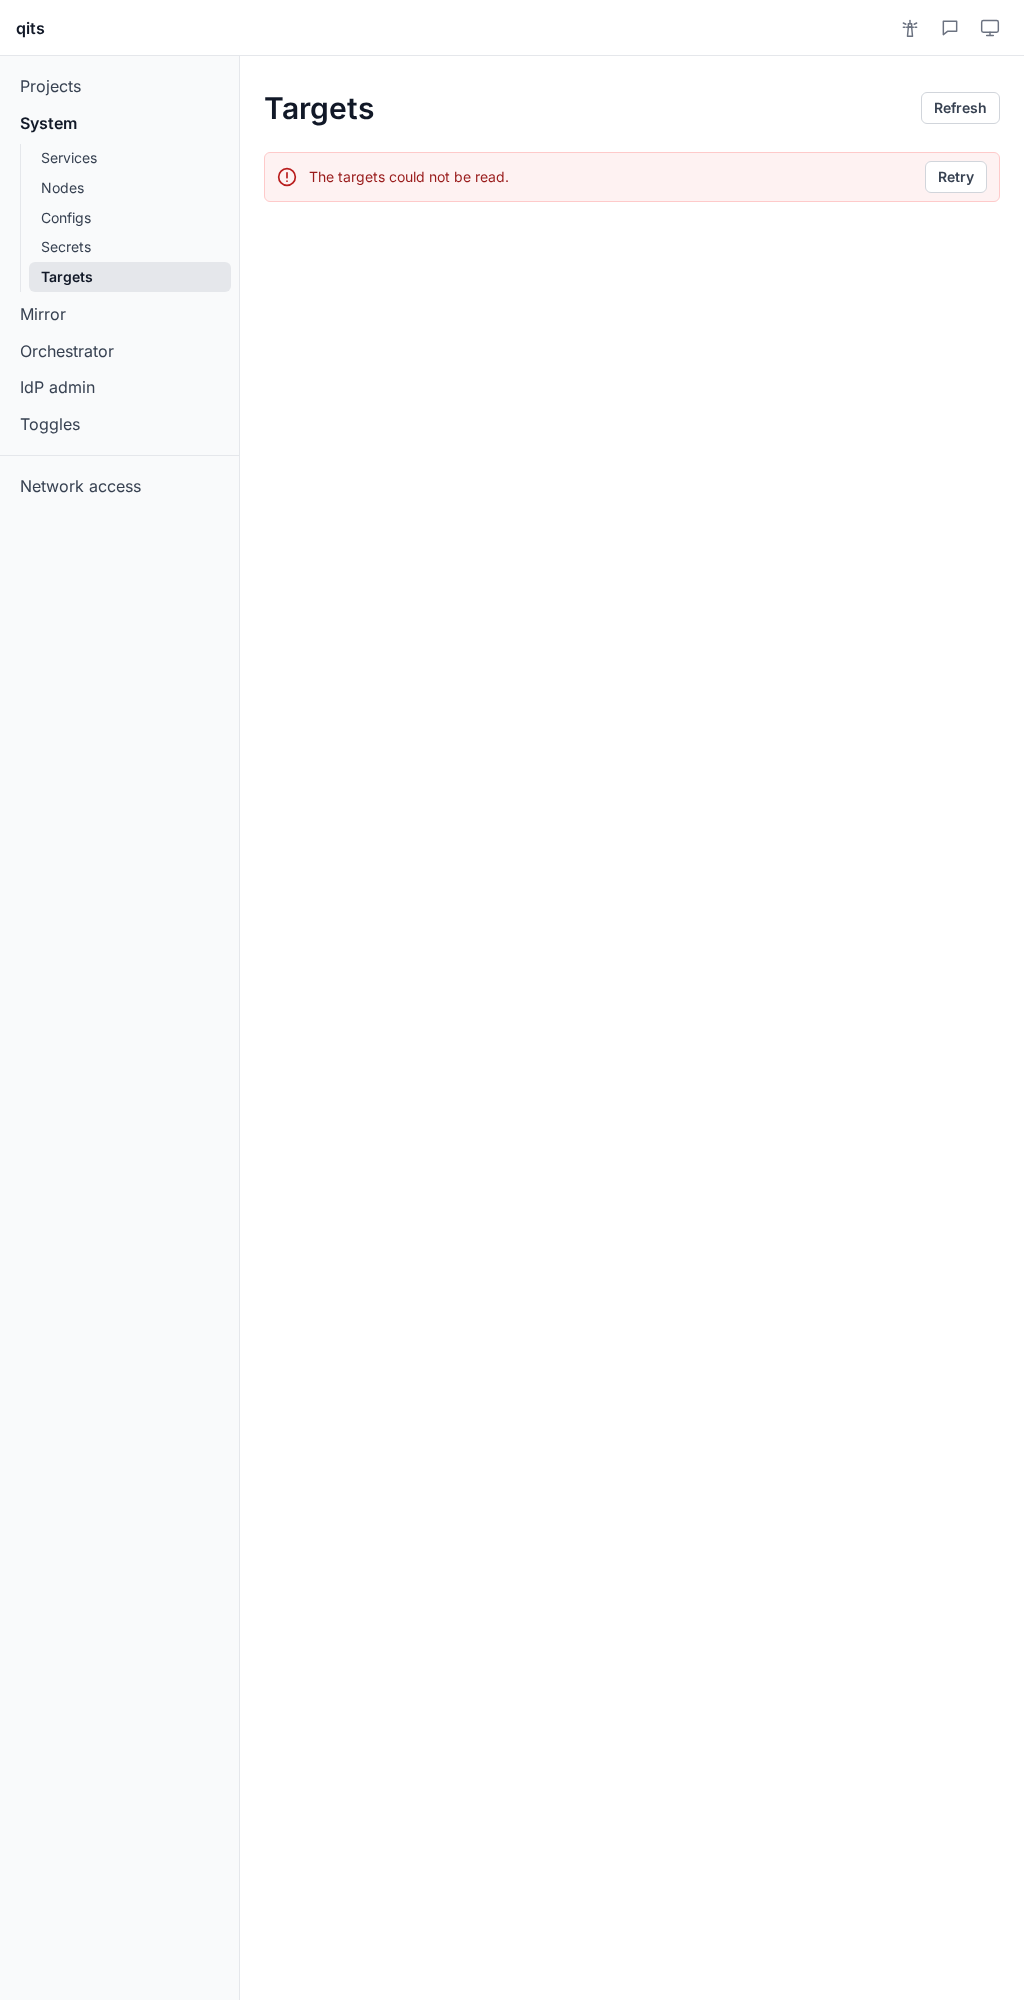 qits
Projects
System
Services
Nodes
Configs
Secrets
Targets
Mirror
Orchestrator
IdP admin
Toggles
Network access
Targets
Refresh
The targets could not be read.
Retry